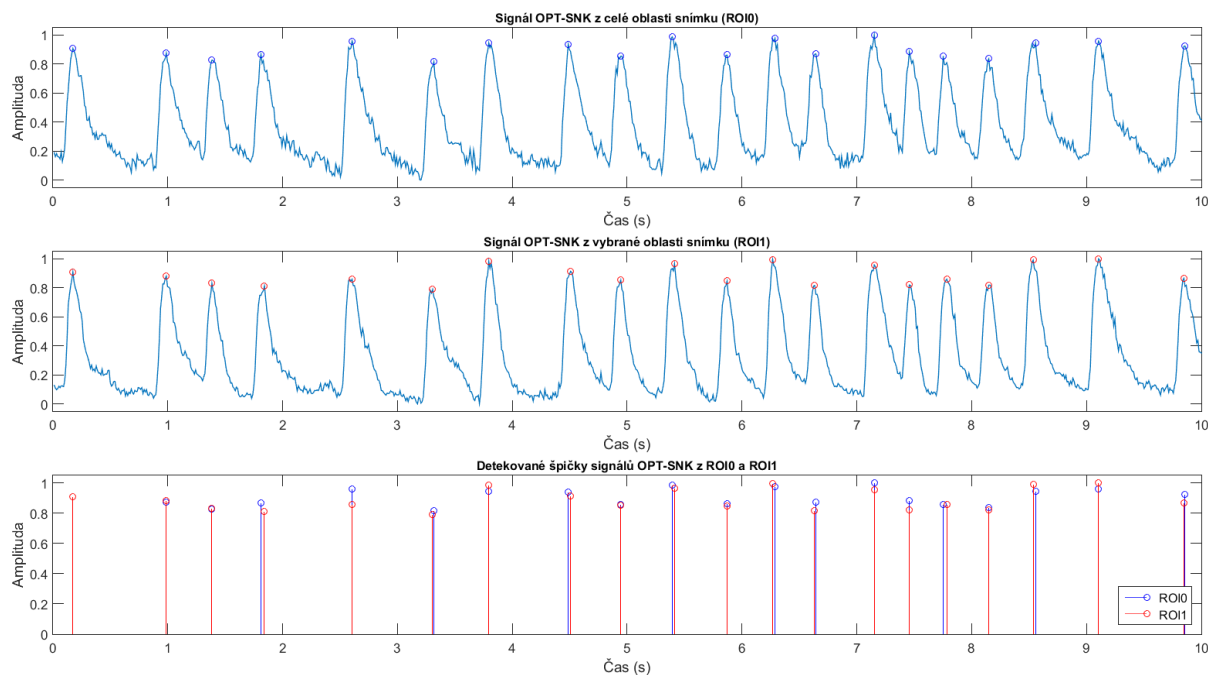 Signál OPT-SNK z celé oblasti snímku (ROI0)
Amplituda
1
0.8
0.6
0.4
0.2
0
0 1 2 3 4 5 6 7 8 9 10
Čas (s)
Signál OPT-SNK z vybrané oblasti snímku (ROI1)
Amplituda
1
0.8
0.6
0.4
0.2
0
0 1 2 3 4 5 6 7 8 9 10
Čas (s)
Detekované špičky signálů OPT-SNK z ROI0 a ROI1
Amplituda
1
0.8
0.6
0.4
0.2
0
ROI0
ROI1
0 1 2 3 4 5 6 7 8 9 10
Čas (s)